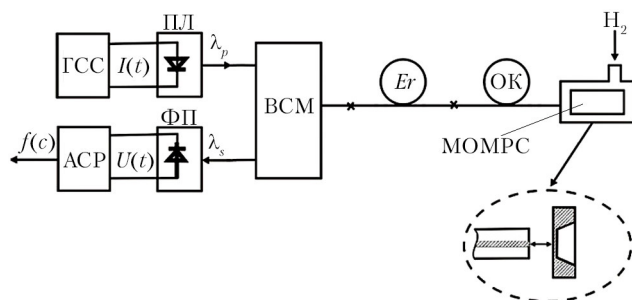 ПЛ
H₂
ГСС
I(t)
λₚ
Er
ОК
ВСМ
ФП
МОМРС
f(c)
АСР
U(t)
λₛ